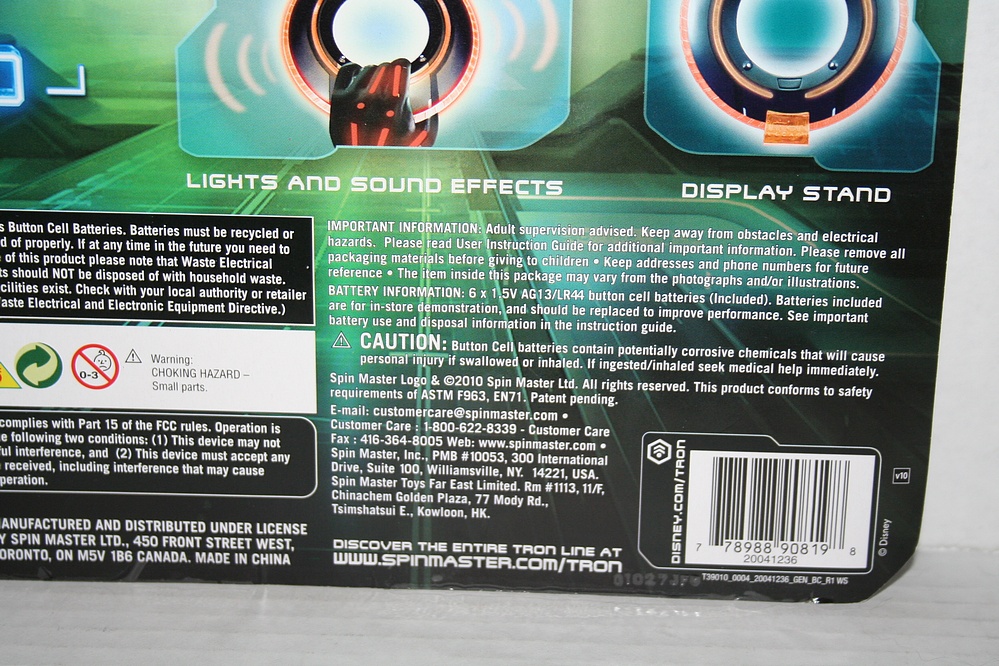 LIGHTS AND SOUND EFFECTS
DISPLAY STAND
s Button Cell Batteries. Batteries must be recycled or
d of properly. If at any time in the future you need to
e of this product please note that Waste Electrical
ts should NOT be disposed of with household waste.
cilities exist. Check with your local authority or retailer
Waste Electrical and Electronic Equipment Directive.)
0-3
Warning:
CHOKING HAZARD –
Small parts.
complies with Part 15 of the FCC rules. Operation is
e following two conditions: (1) This device may not
ful interference, and (2) This device must accept any
e received, including interference that may cause
peration.
ANUFACTURED AND DISTRIBUTED UNDER LICENSE
Y SPIN MASTER LTD., 450 FRONT STREET WEST,
ORONTO, ON M5V 1B6 CANADA. MADE IN CHINA
IMPORTANT INFORMATION: Adult supervision advised. Keep away from obstacles and electrical
hazards. Please read User Instruction Guide for additional important information. Please remove all
packaging materials before giving to children • Keep addresses and phone numbers for future
reference • The item inside this package may vary from the photographs and/or illustrations.
BATTERY INFORMATION: 6 x 1.5V AG13/LR44 button cell batteries (Included). Batteries included
are for in-store demonstration, and should be replaced to improve performance. See important
battery use and disposal information in the instruction guide.
CAUTION: Button Cell batteries contain potentially corrosive chemicals that will cause
personal injury if swallowed or inhaled. If ingested/inhaled seek medical help immediately.
Spin Master Logo & ©2010 Spin Master Ltd. All rights reserved. This product conforms to safety
requirements of ASTM F963, EN71. Patent pending.
E-mail: customercare@spinmaster.com •
Customer Care : 1-800-622-8339 - Customer Care
Fax : 416-364-8005 Web: www.spinmaster.com •
Spin Master, Inc., PMB #10053, 300 International
Drive, Suite 100, Williamsville, NY. 14221, USA.
Spin Master Toys Far East Limited. Rm #1113, 11/F,
Chinachem Golden Plaza, 77 Mody Rd.,
Tsimshatsui E., Kowloon, HK.
DISCOVER THE ENTIRE TRON LINE AT
WWW.SPINMASTER.COM/TRON
DISNEY.COM/TRON
7 78988 90819 8
20041236
v10
© Disney
T39010_0004_20041236_GEN_BC_R1 WS